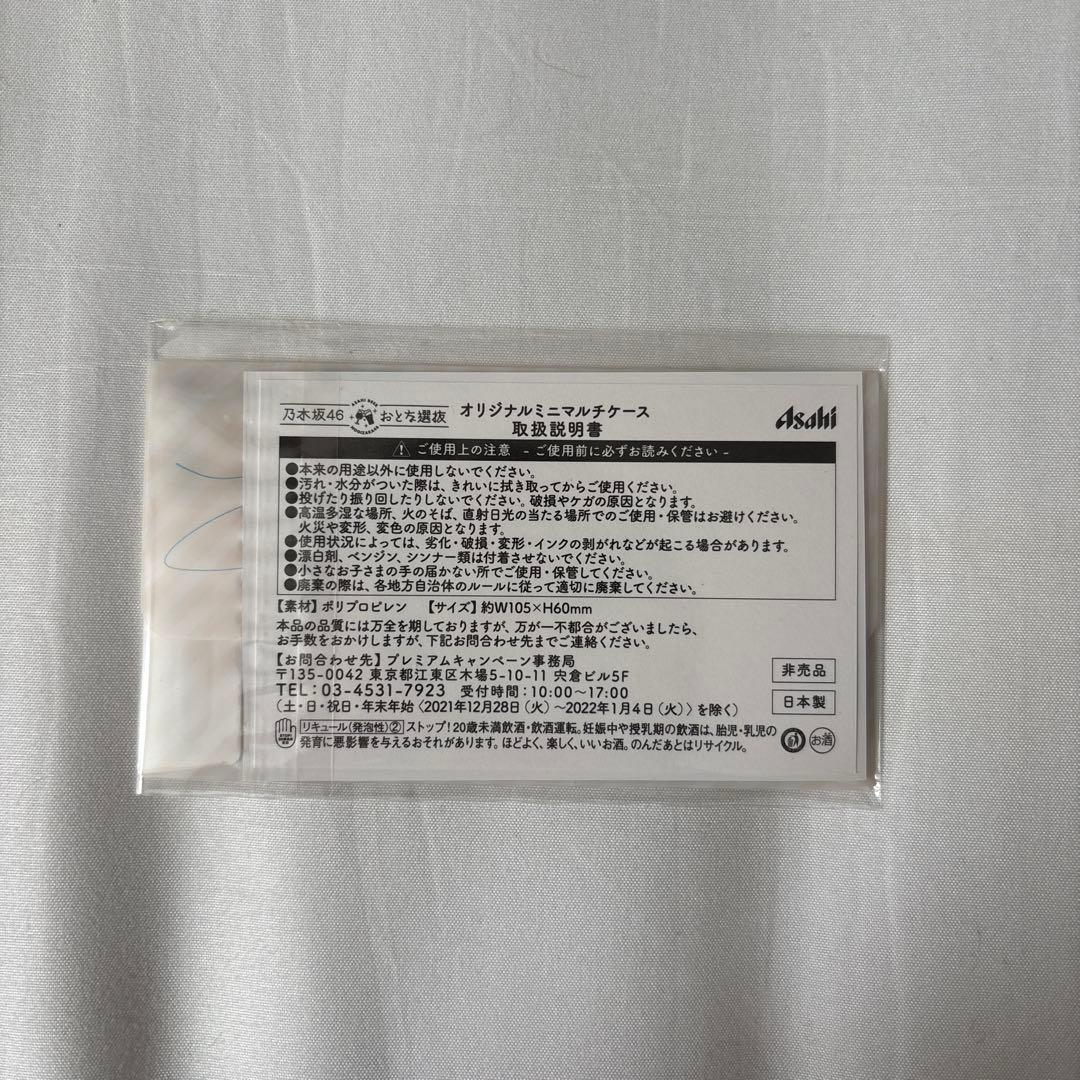 乃木坂46 ASAHI BEER NOGIZAKA46 おとな選抜 オリジナルミニマルチケース
取扱説明書
Asahi
ご使用上の注意 - ご使用前に必ずお読みください -
●本来の用途以外に使用しないでください。
●汚れ・水分がついた際は、きれいに拭き取ってからご使用ください。
●投げたり振り回したりしないでください。破損やケガの原因となります。
●高温多湿な場所、火のそば、直射日光の当たる場所でのご使用・保管はお避けください。
火災や変形、変色の原因となります。
●使用状況によっては、劣化・破損・変形・インクの剥がれなどが起こる場合があります。
●漂白剤、ベンジン、シンナー類は付着させないでください。
●小さなお子さまの手の届かない所でご使用・保管してください。
●廃棄の際は、各地方自治体のルールに従って適切に廃棄してください。
【素材】ポリプロピレン 【サイズ】約W105×H60mm
本品の品質には万全を期しておりますが、万が一不都合がございましたら、
お手数をおかけしますが、下記お問合わせ先までご連絡ください。
【お問合わせ先】プレミアムキャンペーン事務局
〒135-0042 東京都江東区木場5-10-11 宍倉ビル5F
TEL:03-4531-7923 受付時間:10:00〜17:00
(土・日・祝日・年末年始〈2021年12月28日(火)〜2022年1月4日(火)〉を除く)
非売品
日本製
リキュール(発泡性)② ストップ!20歳未満飲酒・飲酒運転。妊娠中や授乳期の飲酒は、胎児・乳児の
発育に悪影響を与えるおそれがあります。ほどよく、楽しく、いいお酒。のんだあとはリサイクル。
お酒